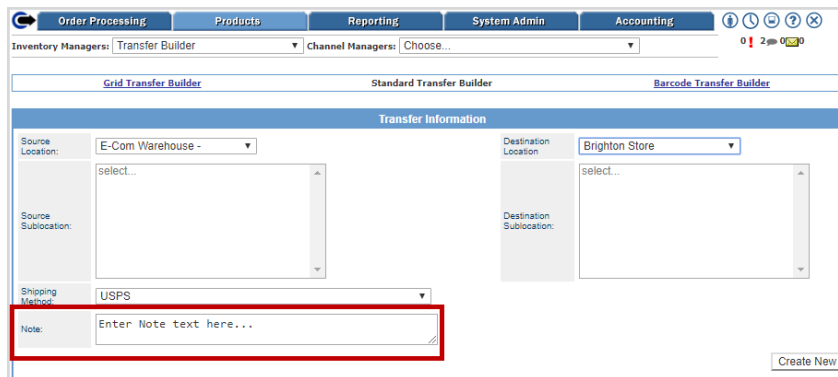 Order Processing Products Reporting System Admin Accounting
Inventory Managers: Transfer Builder Channel Managers: Choose... 0 2 0 0
Grid Transfer Builder Standard Transfer Builder Barcode Transfer Builder
Transfer Information
Source Location: E-Com Warehouse - Destination Location Brighton Store
select... select...
Source Sublocation: Destination Sublocation:
Shipping Method: USPS
Note: Enter Note text here...
Create New